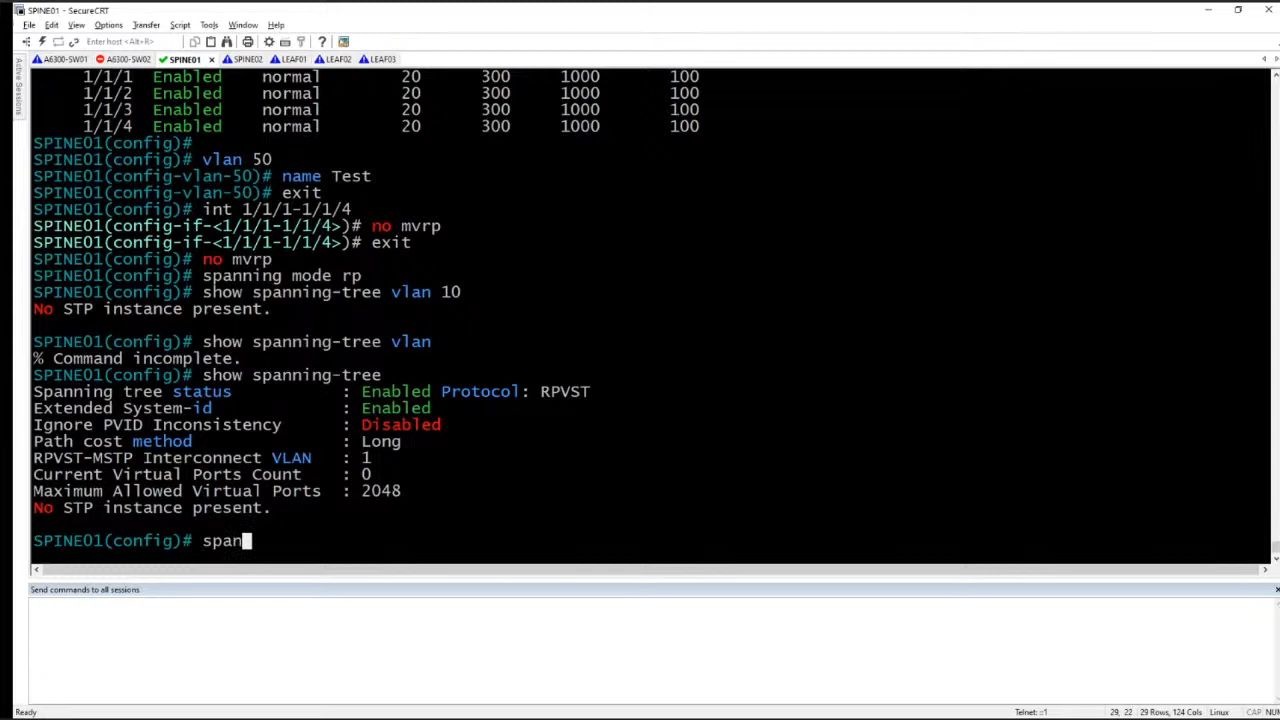 SPINE01 - SecureCRT
File Edit View Options Transfer Script Tools Window Help
Enter host <Alt+R>
A6300-SW01 A6300-SW02 SPINE01 SPINE02 LEAF01 LEAF02 LEAF03
Active Sessions
1/1/1 Enabled normal 20 300 1000 100
1/1/2 Enabled normal 20 300 1000 100
1/1/3 Enabled normal 20 300 1000 100
1/1/4 Enabled normal 20 300 1000 100
SPINE01(config)#
SPINE01(config)# vlan 50
SPINE01(config-vlan-50)# name Test
SPINE01(config-vlan-50)# exit
SPINE01(config)# int 1/1/1-1/1/4
SPINE01(config-if-<1/1/1-1/1/4>)# no mvrp
SPINE01(config-if-<1/1/1-1/1/4>)# exit
SPINE01(config)# no mvrp
SPINE01(config)# spanning mode rp
SPINE01(config)# show spanning-tree vlan 10
No STP instance present.
SPINE01(config)# show spanning-tree vlan
% Command incomplete.
SPINE01(config)# show spanning-tree
Spanning tree status : Enabled Protocol: RPVST
Extended System-id : Enabled
Ignore PVID Inconsistency : Disabled
Path cost method : Long
RPVST-MSTP Interconnect VLAN : 1
Current Virtual Ports Count : 0
Maximum Allowed Virtual Ports : 2048
No STP instance present.
SPINE01(config)# span
Send commands to all sessions
Ready Telnet: ::1 29, 22 29 Rows, 124 Cols Linux CAP NUM